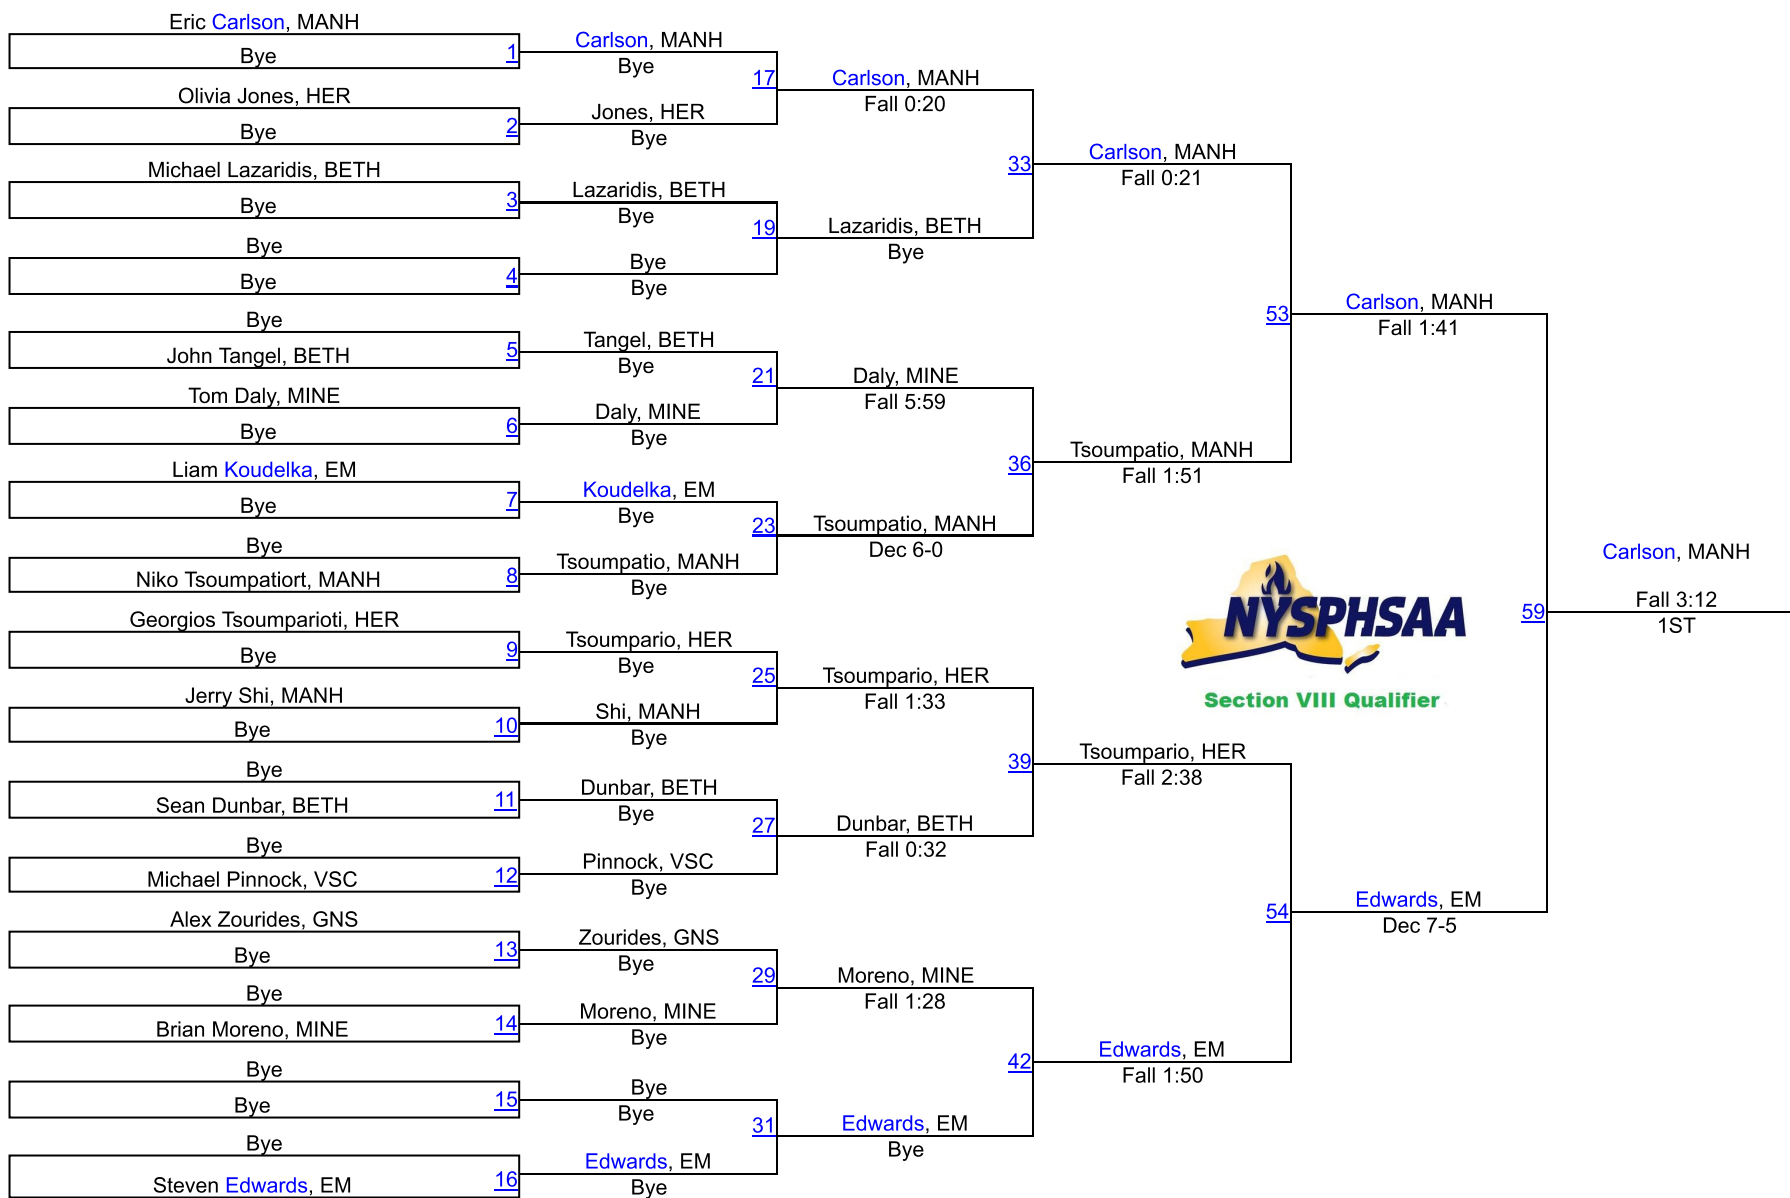 Eric Carlson, MANH
Bye
1
Olivia Jones, HER
Bye
2
Michael Lazaridis, BETH
Bye
3
Bye
Bye
4
Bye
John Tangel, BETH
5
Tom Daly, MINE
Bye
6
Liam Koudelka, EM
Bye
7
Bye
Niko Tsoumpatiort, MANH
8
Georgios Tsoumparioti, HER
Bye
9
Jerry Shi, MANH
Bye
10
Bye
Sean Dunbar, BETH
11
Bye
Michael Pinnock, VSC
12
Alex Zourides, GNS
Bye
13
Bye
Brian Moreno, MINE
14
Bye
Bye
15
Bye
Steven Edwards, EM
16
Carlson, MANH
Bye
17
Jones, HER
Bye
Lazaridis, BETH
Bye
19
Bye
Bye
Tangel, BETH
Bye
21
Daly, MINE
Bye
Koudelka, EM
Bye
23
Tsoumpatio, MANH
Bye
Tsoumpario, HER
Bye
25
Shi, MANH
Bye
Dunbar, BETH
Bye
27
Pinnock, VSC
Bye
Zourides, GNS
Bye
29
Moreno, MINE
Bye
Bye
Bye
31
Edwards, EM
Bye
Carlson, MANH
Fall 0:20
33
Lazaridis, BETH
Bye
Daly, MINE
Fall 5:59
36
Tsoumpatio, MANH
Dec 6-0
Tsoumpario, HER
Fall 1:33
39
Dunbar, BETH
Fall 0:32
Moreno, MINE
Fall 1:28
42
Edwards, EM
Bye
Carlson, MANH
Fall 0:21
53
Tsoumpatio, MANH
Fall 1:51
NYSPHSAA
Section VIII Qualifier
Tsoumpario, HER
Fall 2:38
54
Edwards, EM
Fall 1:50
Carlson, MANH
Fall 1:41
59
Edwards, EM
Dec 7-5
Carlson, MANH
Fall 3:12
1ST